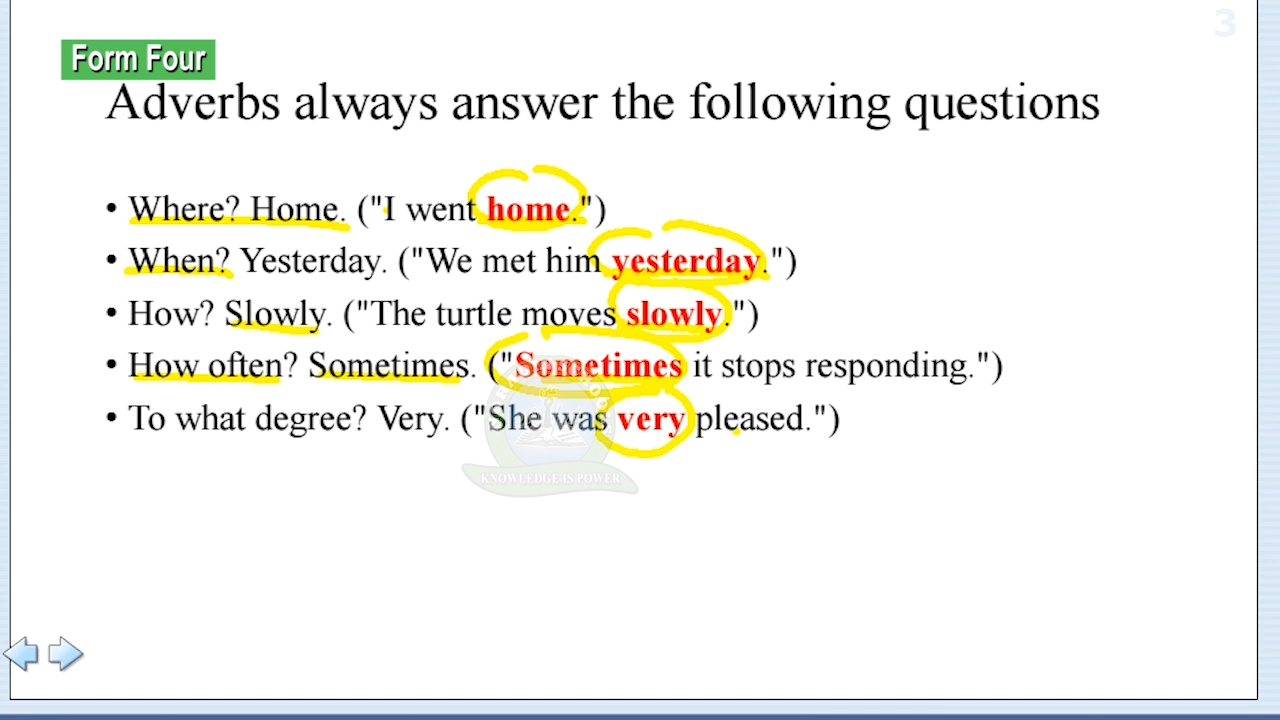 3
Form Four
Adverbs always answer the following questions
• Where? Home. ("I went home.")
• When? Yesterday. ("We met him yesterday.")
• How? Slowly. ("The turtle moves slowly.")
• How often? Sometimes. ("Sometimes it stops responding.")
• To what degree? Very. ("She was very pleased.")
KNOWLEDGE IS POWER